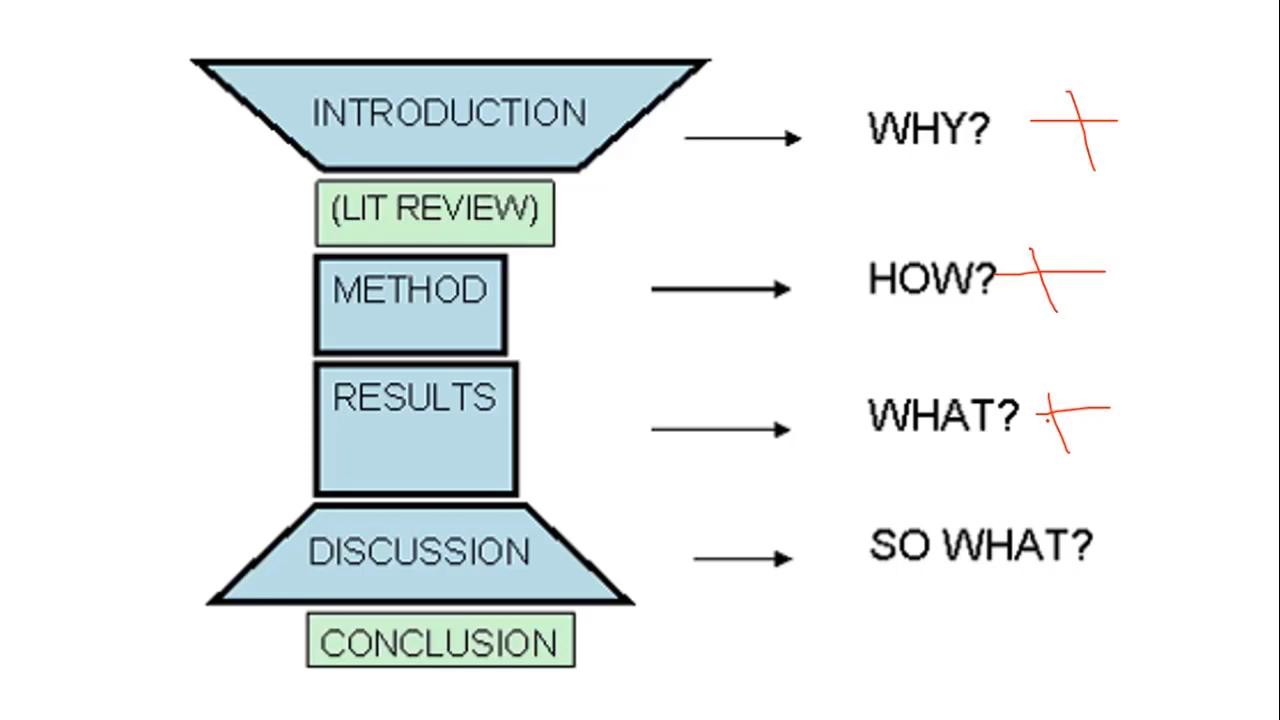 INTRODUCTION
WHY?
(LIT REVIEW)
METHOD
HOW?
RESULTS
WHAT?
DISCUSSION
SO WHAT?
CONCLUSION